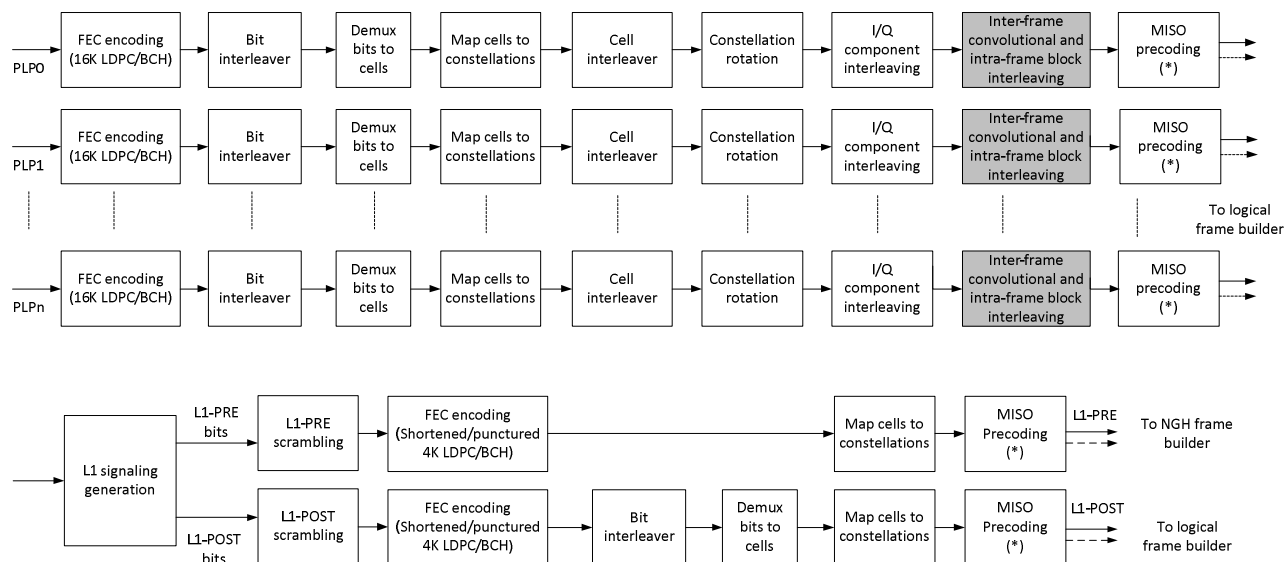 PLP0
FEC encoding
(16K LDPC/BCH)
Bit
interleaver
Demux
bits to
cells
Map cells to
constellations
Cell
interleaver
Constellation
rotation
I/Q
component
interleaving
Inter-frame
convolutional and
intra-frame block
interleaving
MISO
precoding
(*)
PLP1
FEC encoding
(16K LDPC/BCH)
Bit
interleaver
Demux
bits to
cells
Map cells to
constellations
Cell
interleaver
Constellation
rotation
I/Q
component
interleaving
Inter-frame
convolutional and
intra-frame block
interleaving
MISO
precoding
(*)
To logical
frame builder
PLPn
FEC encoding
(16K LDPC/BCH)
Bit
interleaver
Demux
bits to
cells
Map cells to
constellations
Cell
interleaver
Constellation
rotation
I/Q
component
interleaving
Inter-frame
convolutional and
intra-frame block
interleaving
MISO
precoding
(*)
L1 signaling
generation
L1-PRE
bits
L1-PRE
scrambling
FEC encoding
(Shortened/punctured
4K LDPC/BCH)
Map cells to
constellations
MISO
Precoding
(*)
L1-PRE
To NGH frame
builder
L1-POST
bits
L1-POST
scrambling
FEC encoding
(Shortened/punctured
4K LDPC/BCH)
Bit
interleaver
Demux
bits to
cells
Map cells to
constellations
MISO
Precoding
(*)
L1-POST
To logical
frame builder